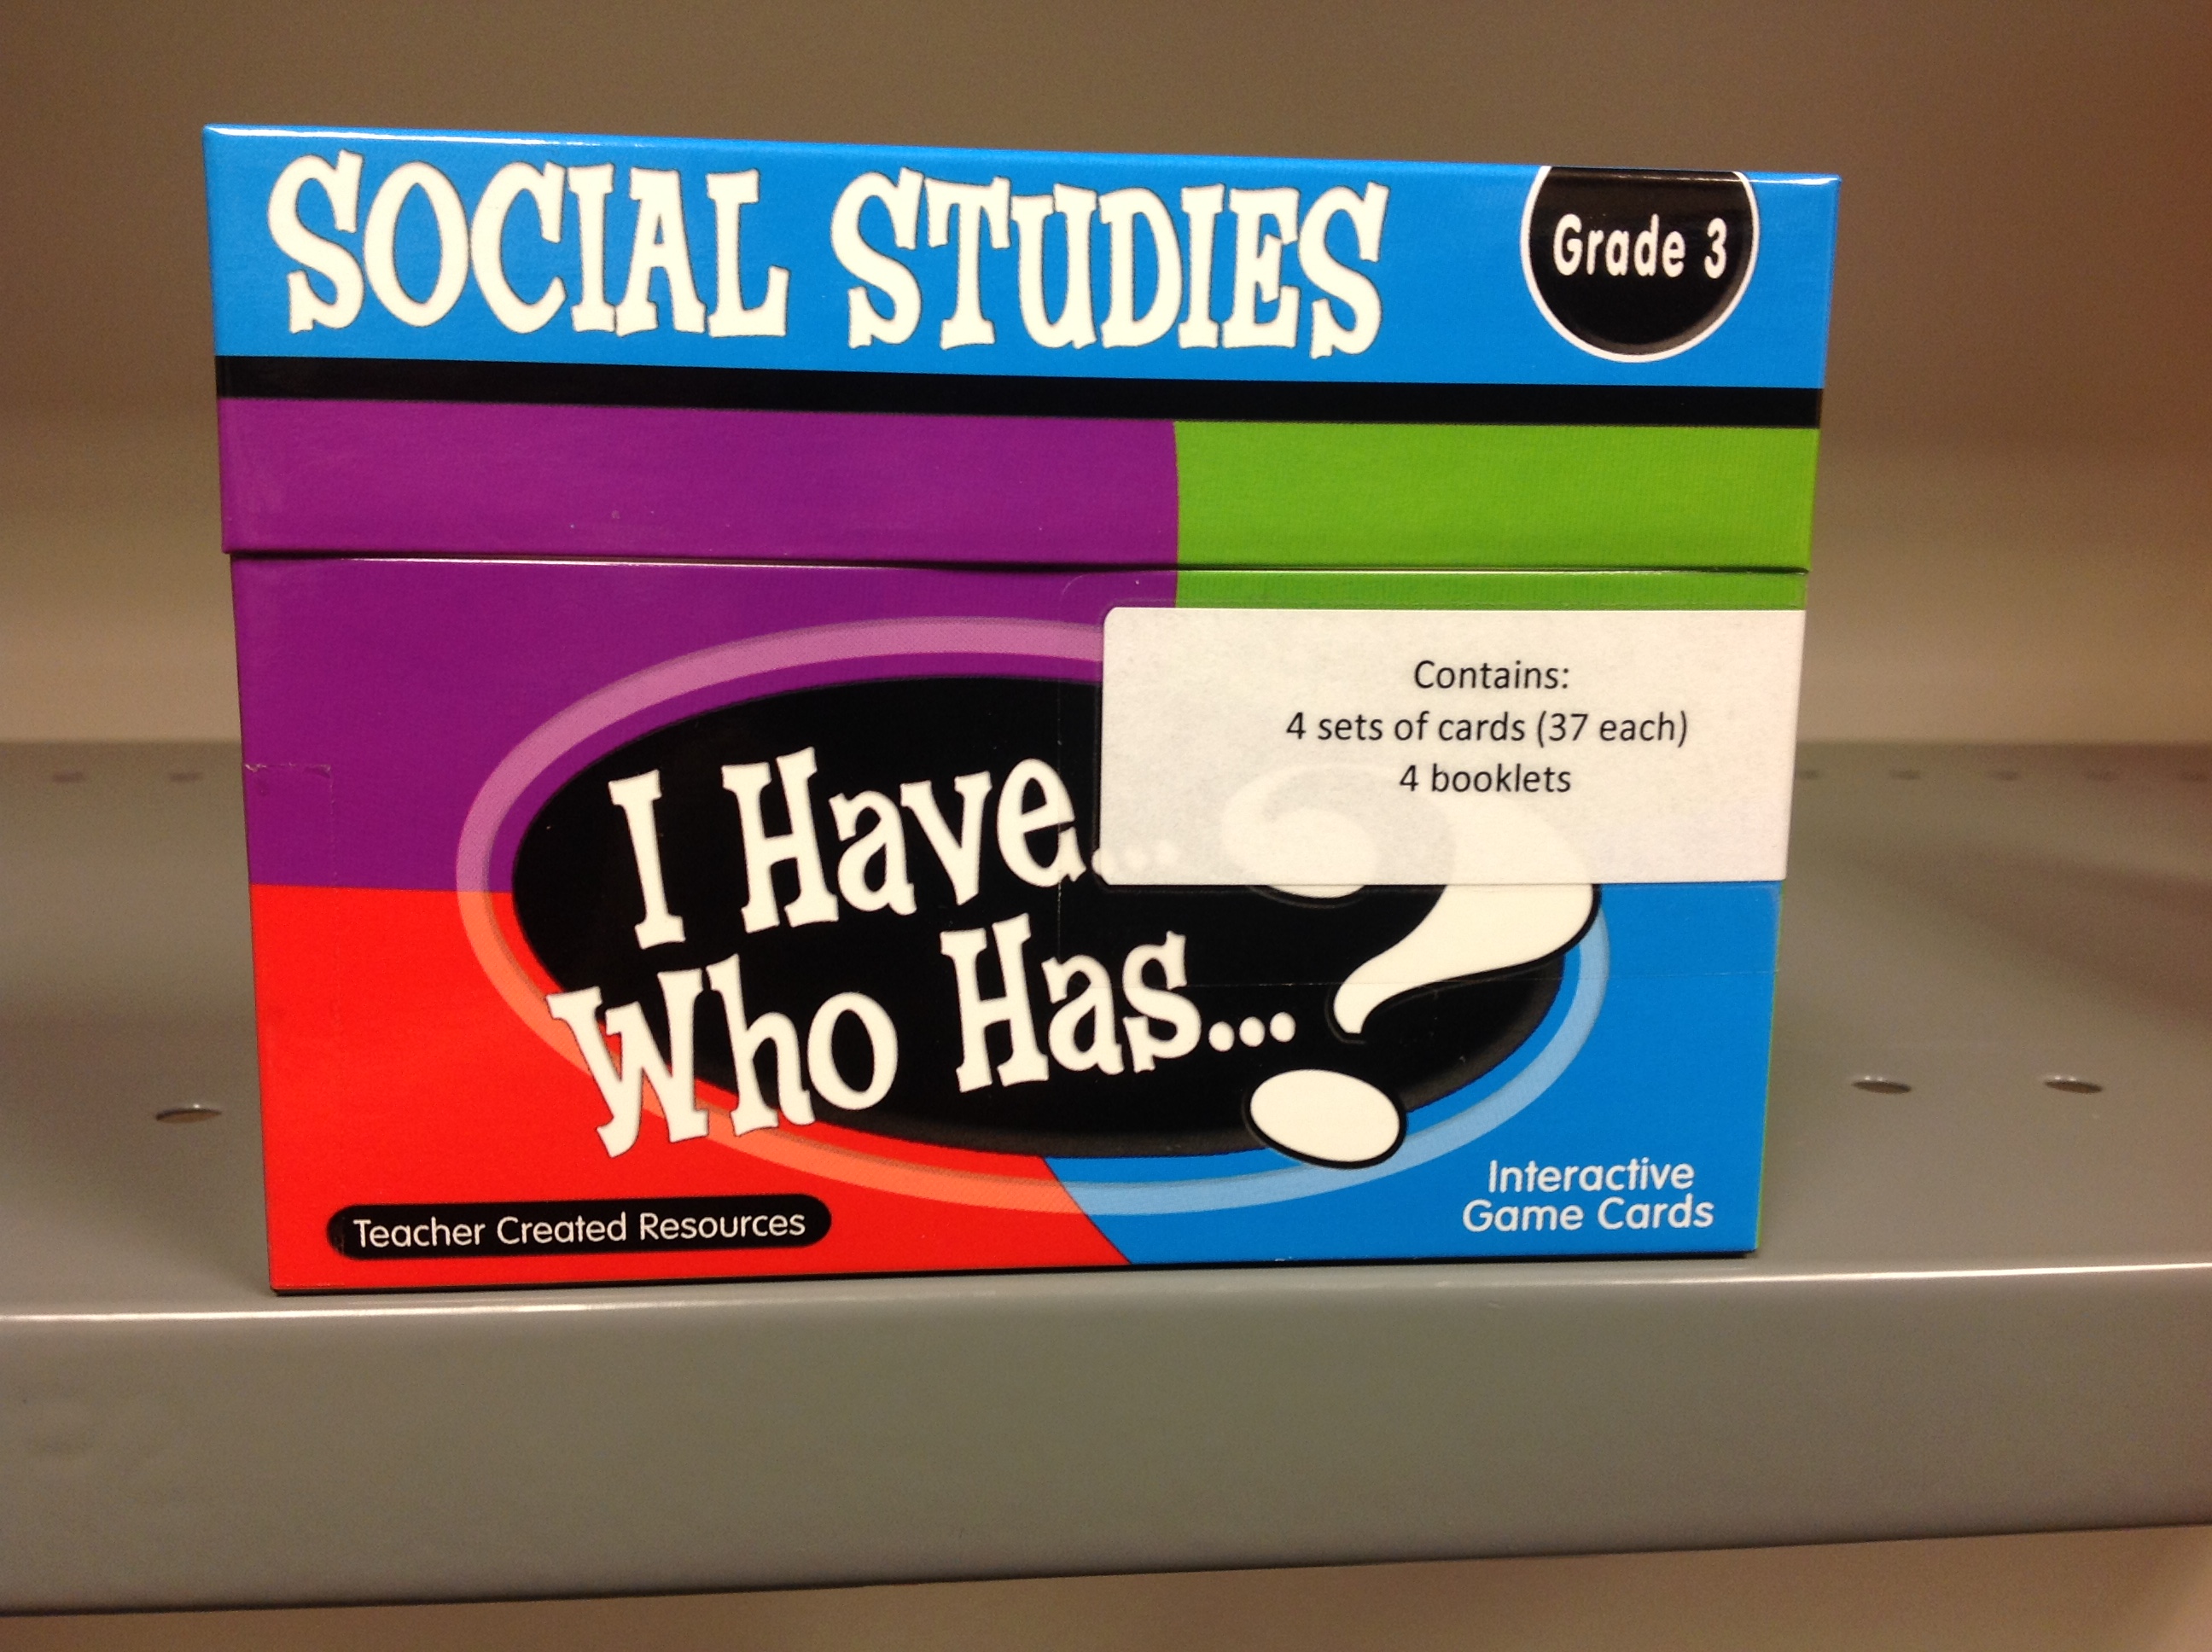 SOCIAL STUDIES
Grade 3
Contains:
4 sets of cards (37 each)
4 booklets
I Have...
Who Has...?
Teacher Created Resources
Interactive
Game Cards